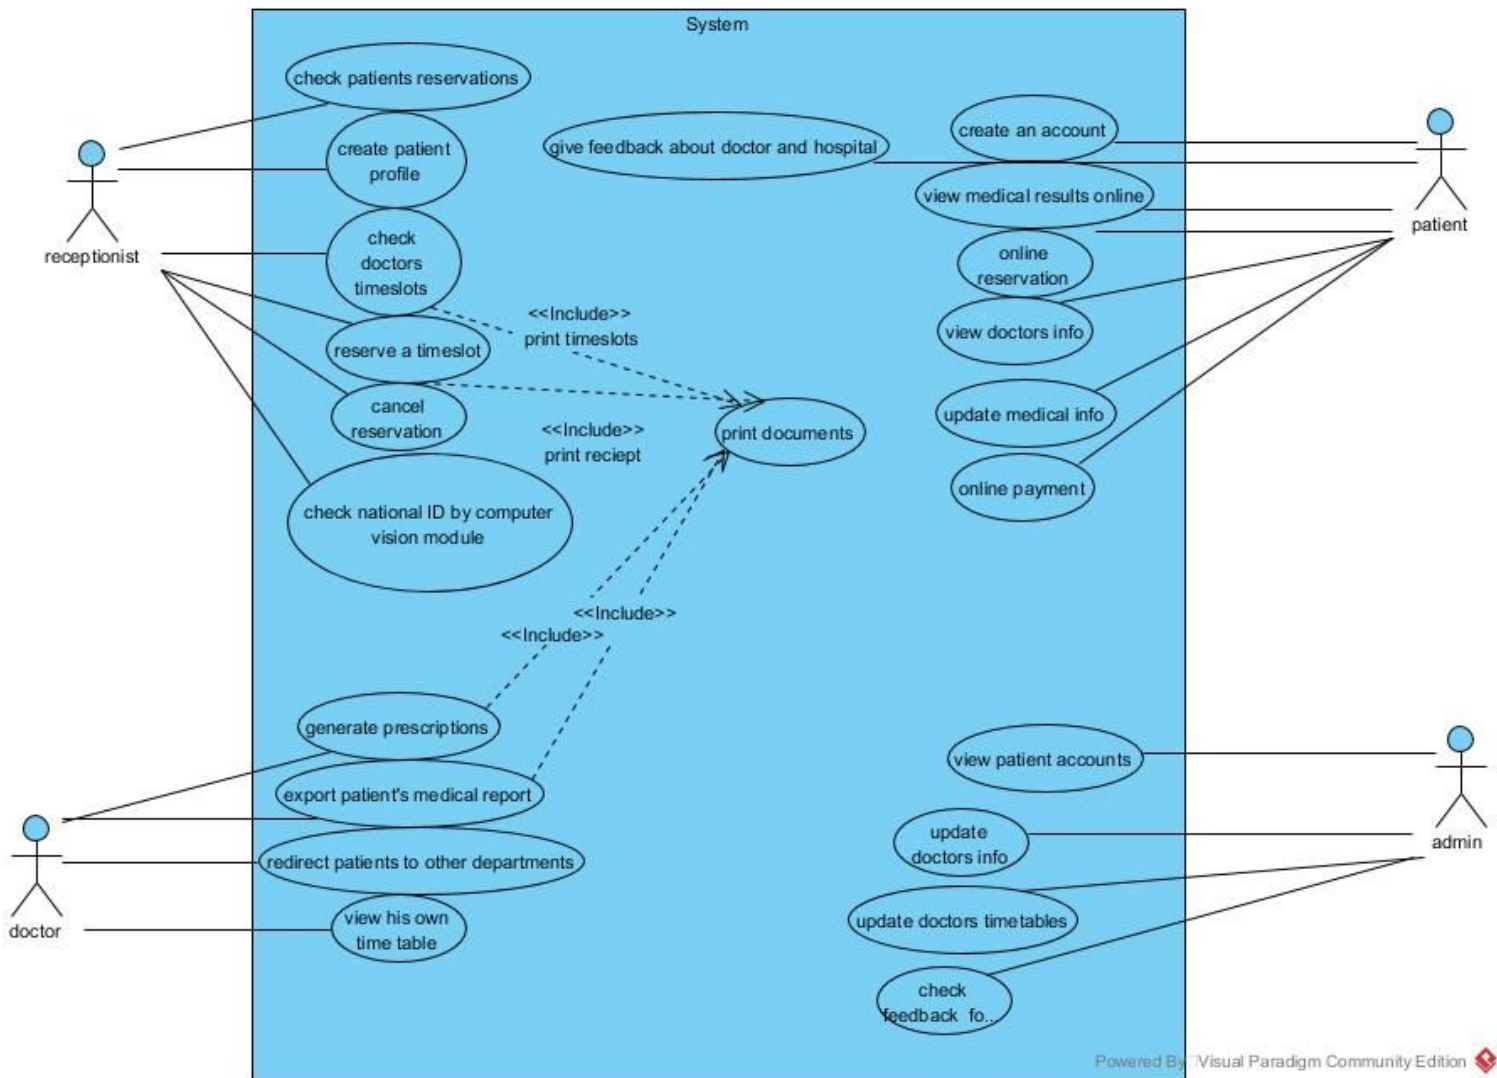 System
check patients reservations
create patient
profile
check
doctors
timeslots
reserve a timeslot
cancel
reservation
check national ID by computer
vision module
receptionist
<<Include>>
print timeslots
<<Include>>
print reciept
print documents
<<Include>>
<<Include>>
give feedback about doctor and hospital
create an account
view medical results online
online
reservation
view doctors info
update medical info
online payment
patient
generate prescriptions
export patient's medical report
redirect patients to other departments
view his own
time table
doctor
view patient accounts
update
doctors info
update doctors timetables
check
feedback fo...
admin
Powered By Visual Paradigm Community Edition